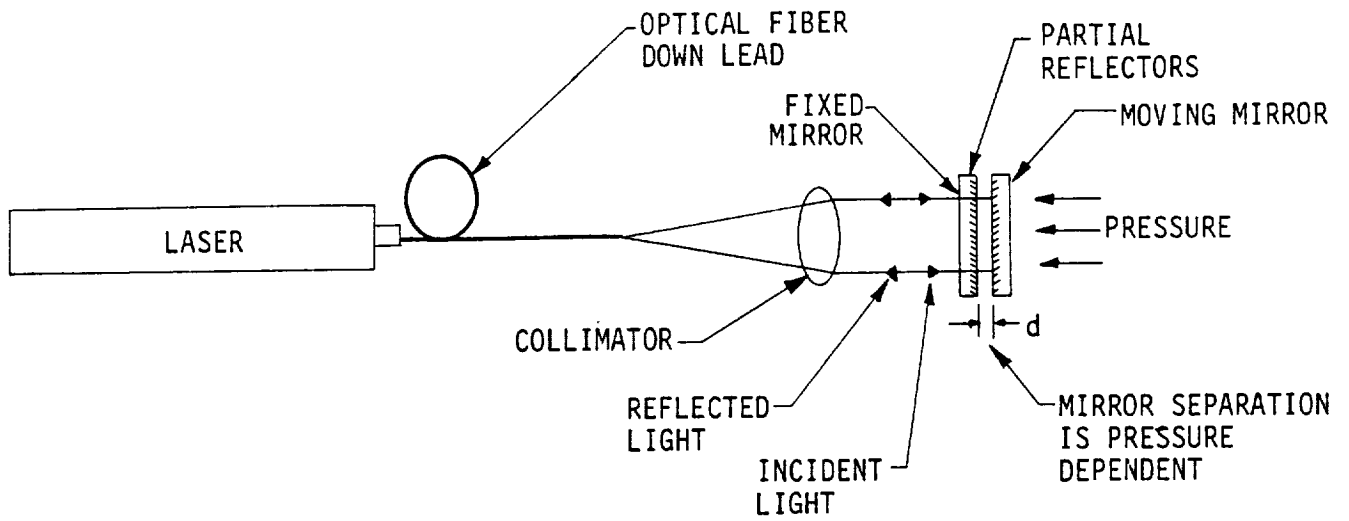 OPTICAL FIBER
DOWN LEAD
PARTIAL
REFLECTORS
FIXED
MIRROR
MOVING MIRROR
LASER
PRESSURE
COLLIMATOR
d
REFLECTED
LIGHT
INCIDENT
LIGHT
MIRROR SEPARATION
IS PRESSURE
DEPENDENT